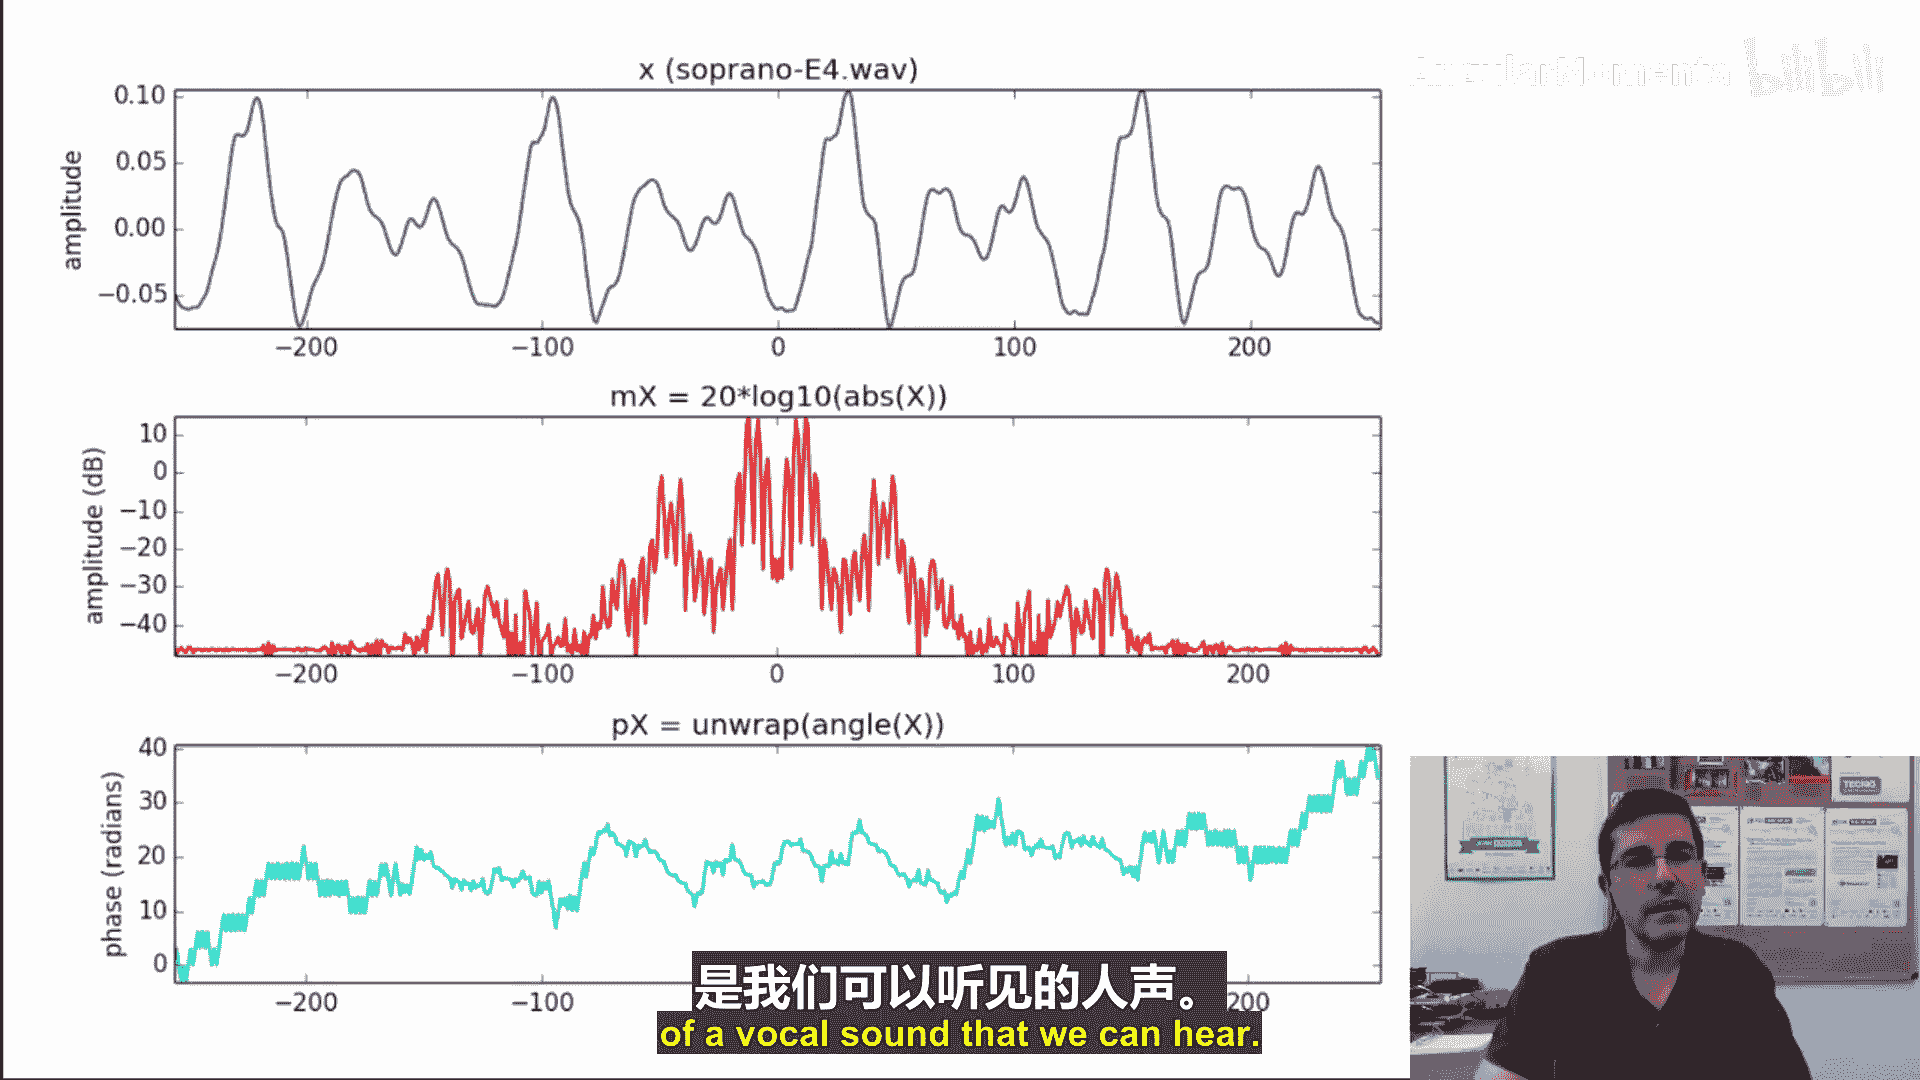 x (soprano-E4.wav)
bilibili
0.10
0.05
0.00
−0.05
amplitude
−200 −100 0 100 200
mX = 20*log10(abs(X))
10
0
−10
−20
−30
−40
amplitude (dB)
−200 −100 0 100 200
pX = unwrap(angle(X))
40
30
20
10
0
phase (radians)
−200 −100 200
是我们可以听见的人声。
of a vocal sound that we can hear.